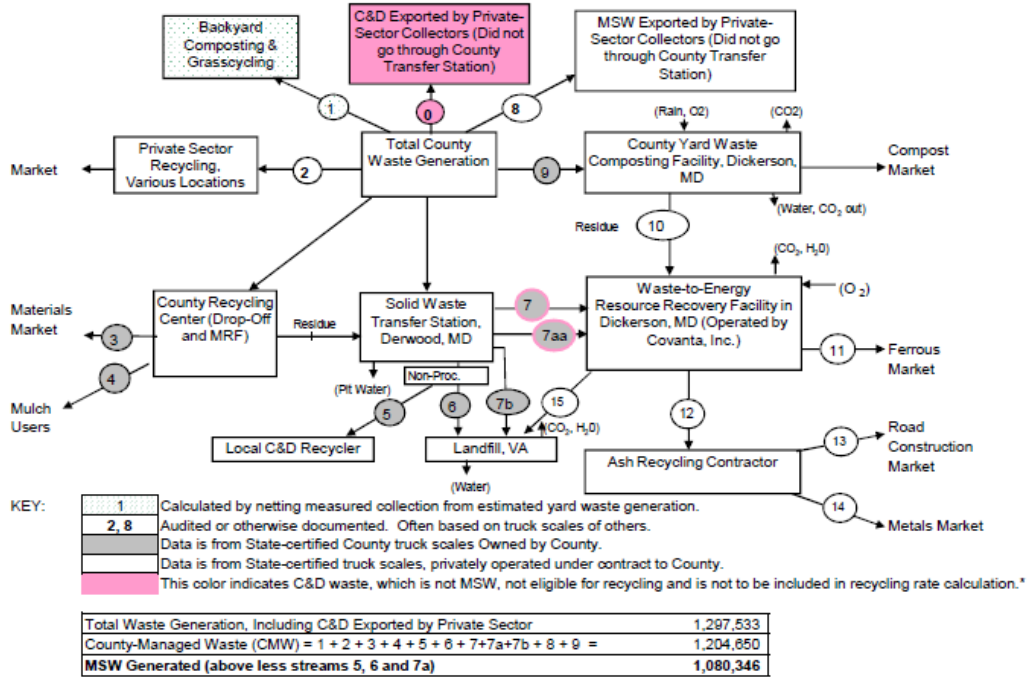 Backyard
Composting &
Grasscycling
C&D Exported by Private-
Sector Collectors (Did not
go through County
Transfer Station)
MSW Exported by Private-
Sector Collectors (Did not go
through County Transfer
Station)
1
0
8
(Rain, O2)
(CO2)
Market
Private Sector
Recycling,
Various Locations
2
Total County
Waste Generation
9
County Yard Waste
Composting Facility, Dickerson,
MD
Compost
Market
Residue
10
(Water, CO2 out)
(CO2, H20)
Materials
Market
3
4
Mulch
Users
County Recycling
Center (Drop-Off
and MRF)
Residue
Solid Waste
Transfer Station,
Derwood, MD
7
7aa
Waste-to-Energy
Resource Recovery Facility in
Dickerson, MD (Operated by
Covanta, Inc.)
(O 2)
11
Ferrous
Market
(Pit Water)
Non-Proc.
5
6
7b
15
(CO2, H20)
12
Local C&D Recycler
Landfill, VA
(Water)
Ash Recycling Contractor
13
Road
Construction
Market
14
Metals Market
KEY:
1 Calculated by netting measured collection from estimated yard waste generation.
2, 8 Audited or otherwise documented. Often based on truck scales of others.
Data is from State-certified County truck scales Owned by County.
Data is from State-certified truck scales, privately operated under contract to County.
This color indicates C&D waste, which is not MSW, not eligible for recycling and is not to be included in recycling rate calculation.*
Total Waste Generation, Including C&D Exported by Private Sector 1,297,533
County-Managed Waste (CMW) = 1 + 2 + 3 + 4 + 5 + 6 + 7+7a+7b + 8 + 9 = 1,204,650
MSW Generated (above less streams 5, 6 and 7a) 1,080,346